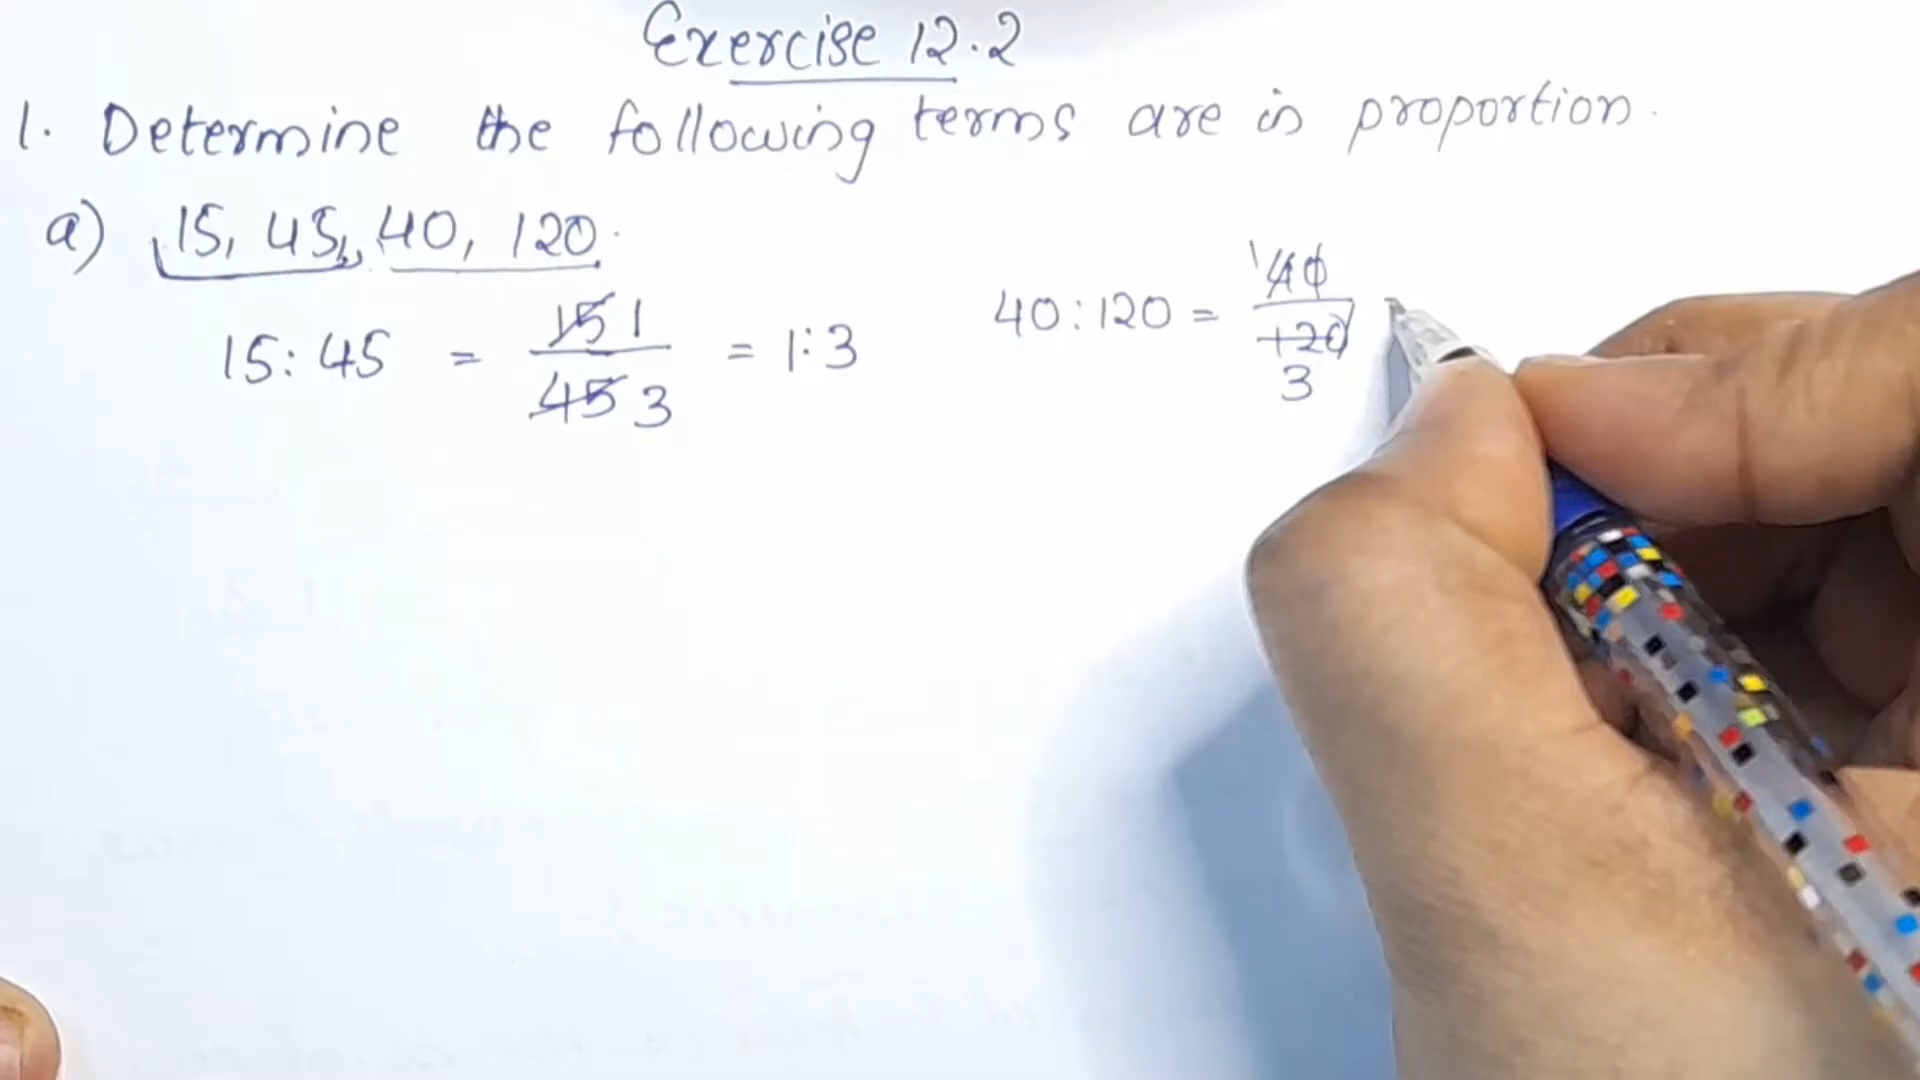 Exercise 12.2
1. Determine the following terms are in proportion.
a) 15, 45, 40, 120.
15 : 45 = 15 1 / 45 3 = 1:3
40:120 = 1 40 / 120 3